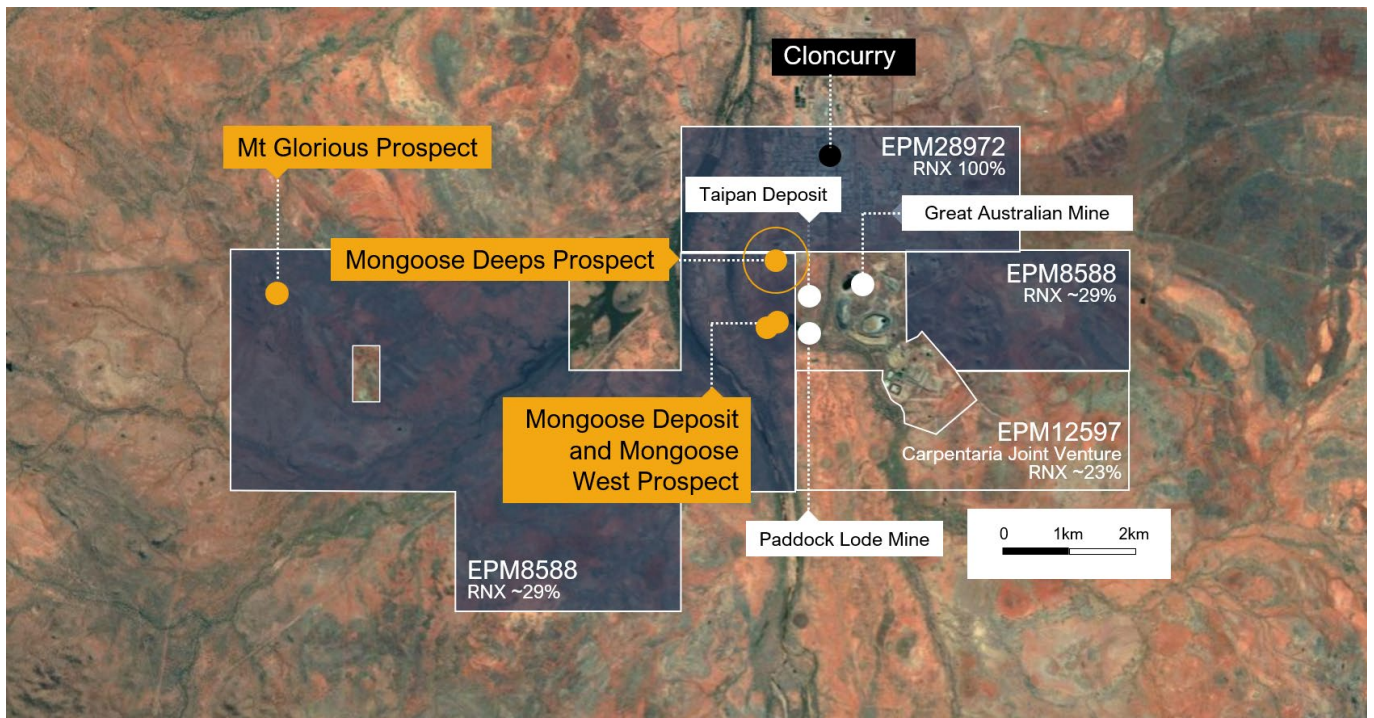 Cloncurry
Mt Glorious Prospect
EPM28972
RNX 100%
Taipan Deposit
Great Australian Mine
Mongoose Deeps Prospect
EPM8588
RNX ~29%
Mongoose Deposit
and Mongoose
West Prospect
EPM12597
Carpentaria Joint Venture
RNX ~23%
Paddock Lode Mine
0 1km 2km
EPM8588
RNX ~29%